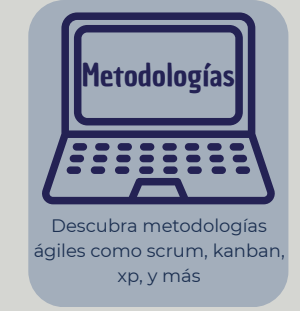 Metodologías
Descubra metodologías
ágiles como scrum, kanban,
xp, y más